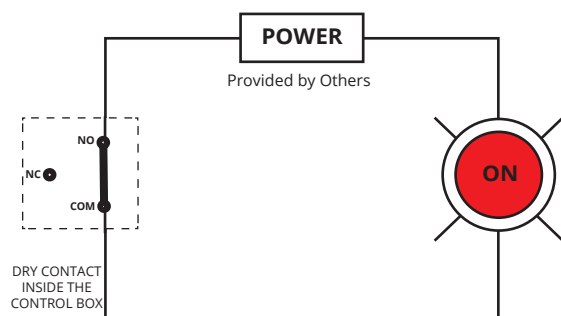 POWER
Provided by Others
NO
NC
COM
ON
DRY CONTACT
INSIDE THE
CONTROL BOX